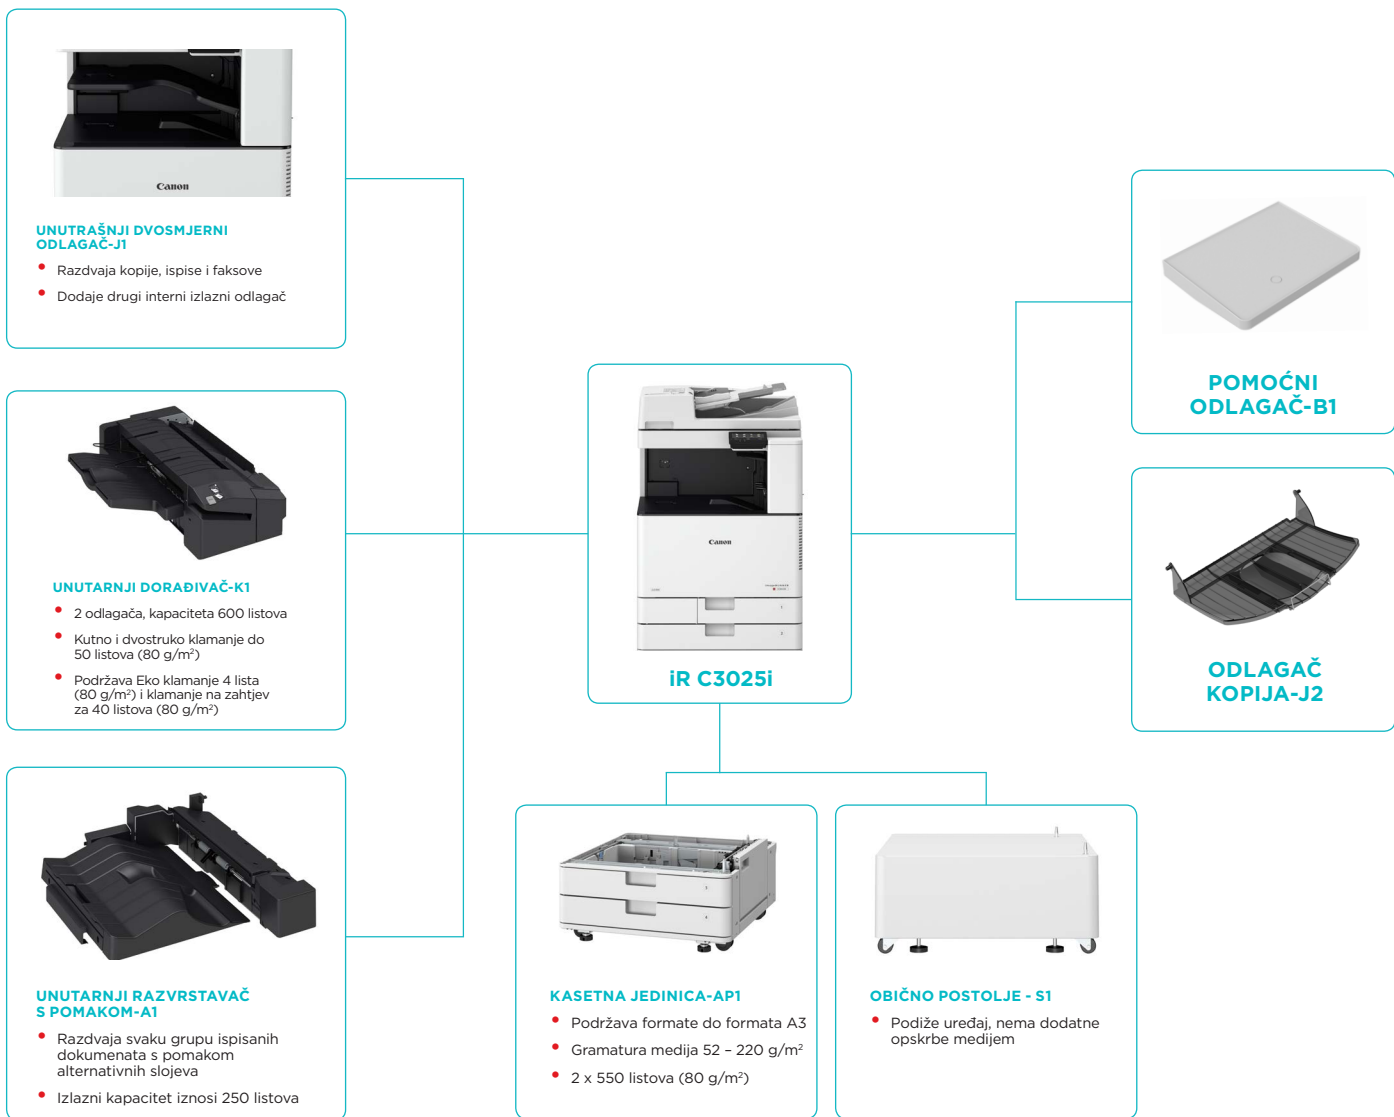 Canon
UNUTRAŠNJI DVOSMJERNI
ODLAGAČ-J1
• Razdvaja kopije, ispise i faksove
• Dodaje drugi interni izlazni odlagač
UNUTARNJI DORAĐIVAČ-K1
• 2 odlagača, kapaciteta 600 listova
• Kutno i dvostruko klamanje do
50 listova (80 g/m²)
• Podržava Eko klamanje 4 lista
(80 g/m²) i klamanje na zahtjev
za 40 listova (80 g/m²)
UNUTARNJI RAZVRSTAVAČ
S POMAKOM-A1
• Razdvaja svaku grupu ispisanih
dokumenata s pomakom
alternativnih slojeva
• Izlazni kapacitet iznosi 250 listova
Canon
iR C3025i
KASETNA JEDINICA-AP1
• Podržava formate do formata A3
• Gramatura medija 52 – 220 g/m²
• 2 x 550 listova (80 g/m²)
OBIČNO POSTOLJE - S1
• Podiže uređaj, nema dodatne
opskrbe medijem
POMOĆNI
ODLAGAČ-B1
ODLAGAČ
KOPIJA-J2